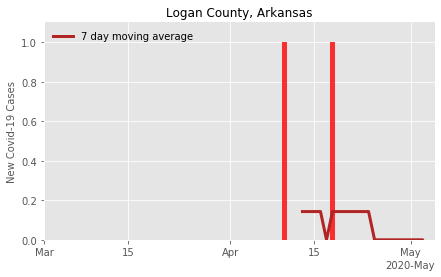 Logan County, Arkansas
7 day moving average
New Covid-19 Cases
1.0
0.8
0.6
0.4
0.2
0.0
Mar 15 Apr 15 May
2020-May